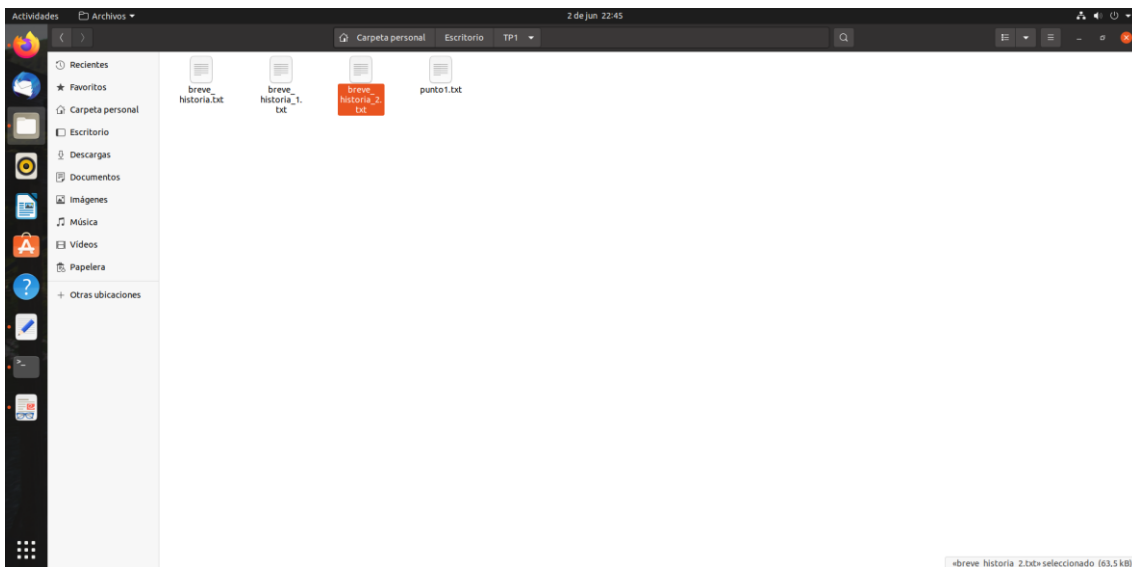 Actividades Archivos 2 de jun 22:45
Carpeta personal Escritorio TP1
Recientes
Favoritos
Carpeta personal
Escritorio
Descargas
Documentos
Imágenes
Música
Vídeos
Papelera
+ Otras ubicaciones
breve_
historia.txt
breve_
historia_1.
txt
breve_
historia_2.
txt
punto1.txt
«breve_historia_2.txt» seleccionado (63,5 kB)